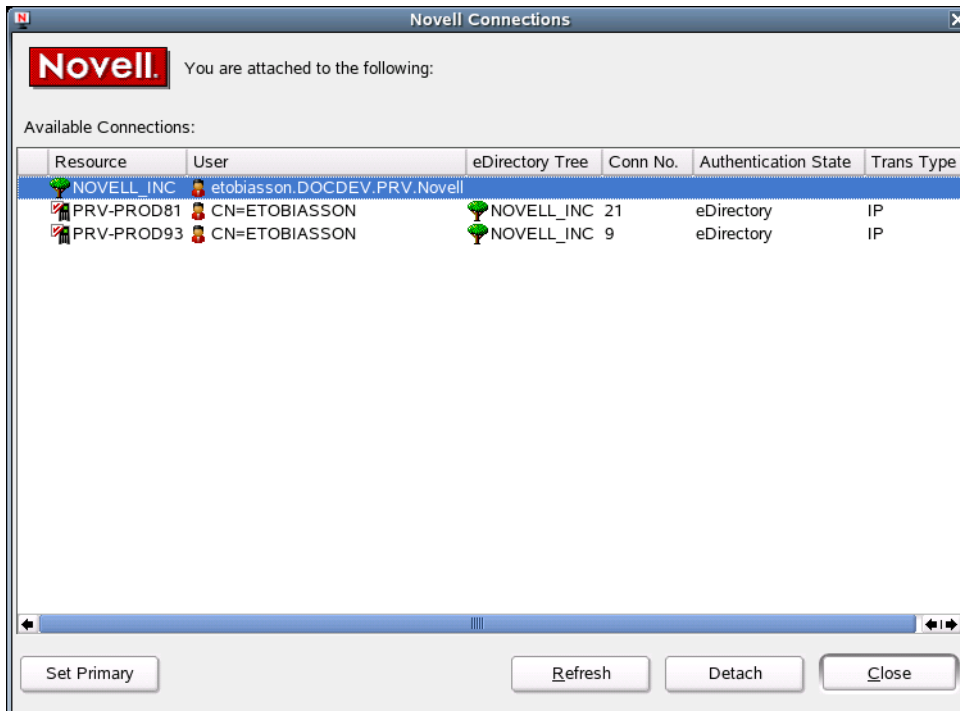 Novell Connections
Novell. You are attached to the following:
Available Connections:
Resource User eDirectory Tree Conn No. Authentication State Trans Type
NOVELL_INC etobiasson.DOCDEV.PRV.Novell
PRV-PROD81 CN=ETOBIASSON NOVELL_INC 21 eDirectory IP
PRV-PROD93 CN=ETOBIASSON NOVELL_INC 9 eDirectory IP
Set Primary Refresh Detach Close